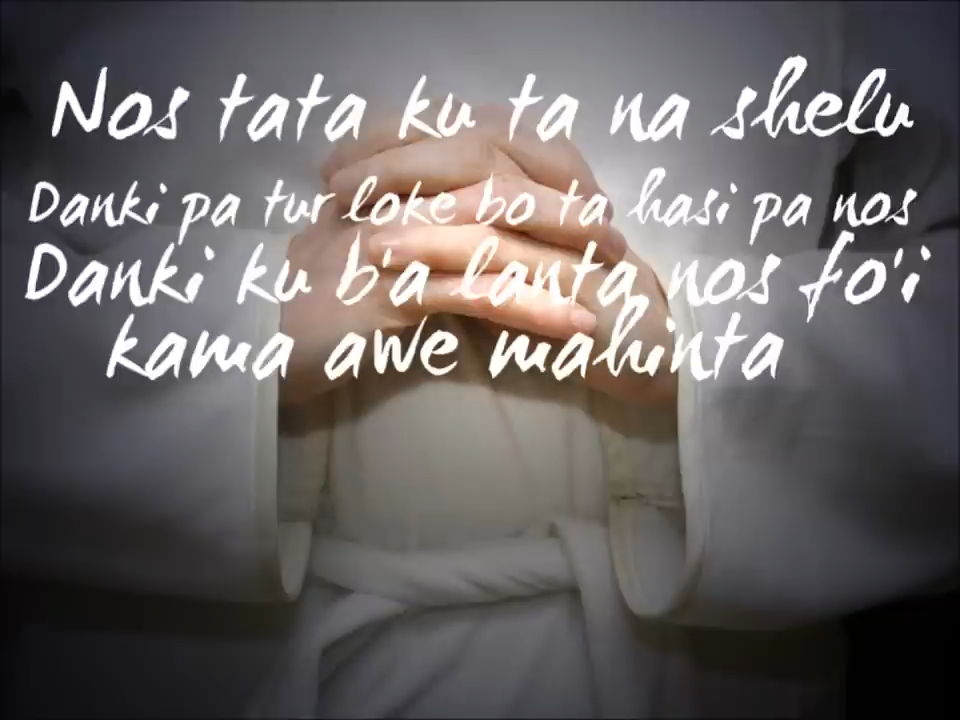 Nos tata ku ta na shelu
Danki pa tur loke bo ta hasi pa nos
Danki ku b'a lanta nos fo'i
kama awe mahinta